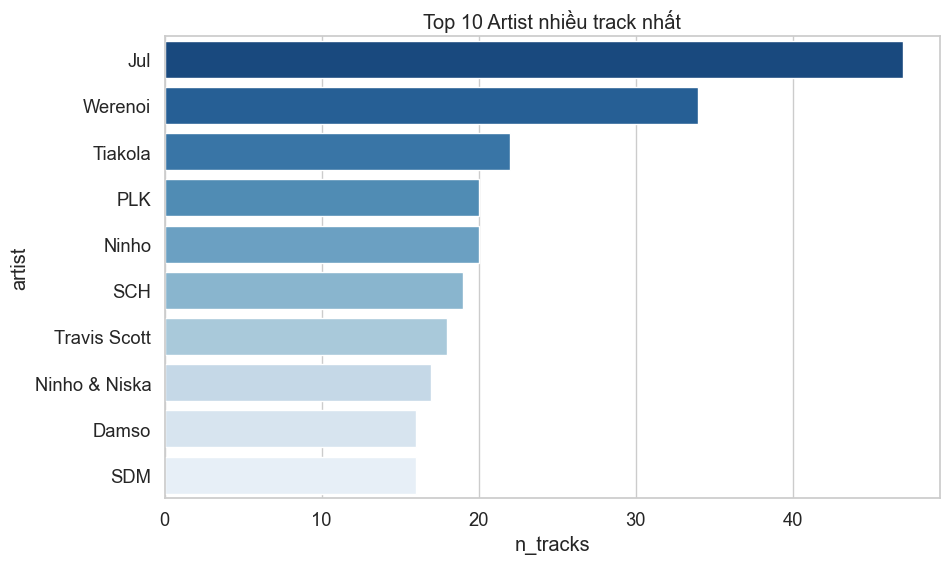 Top 10 Artist nhiều track nhất
artist
Jul
Werenoi
Tiakola
PLK
Ninho
SCH
Travis Scott
Ninho & Niska
Damso
SDM
0 10 20 30 40
n_tracks